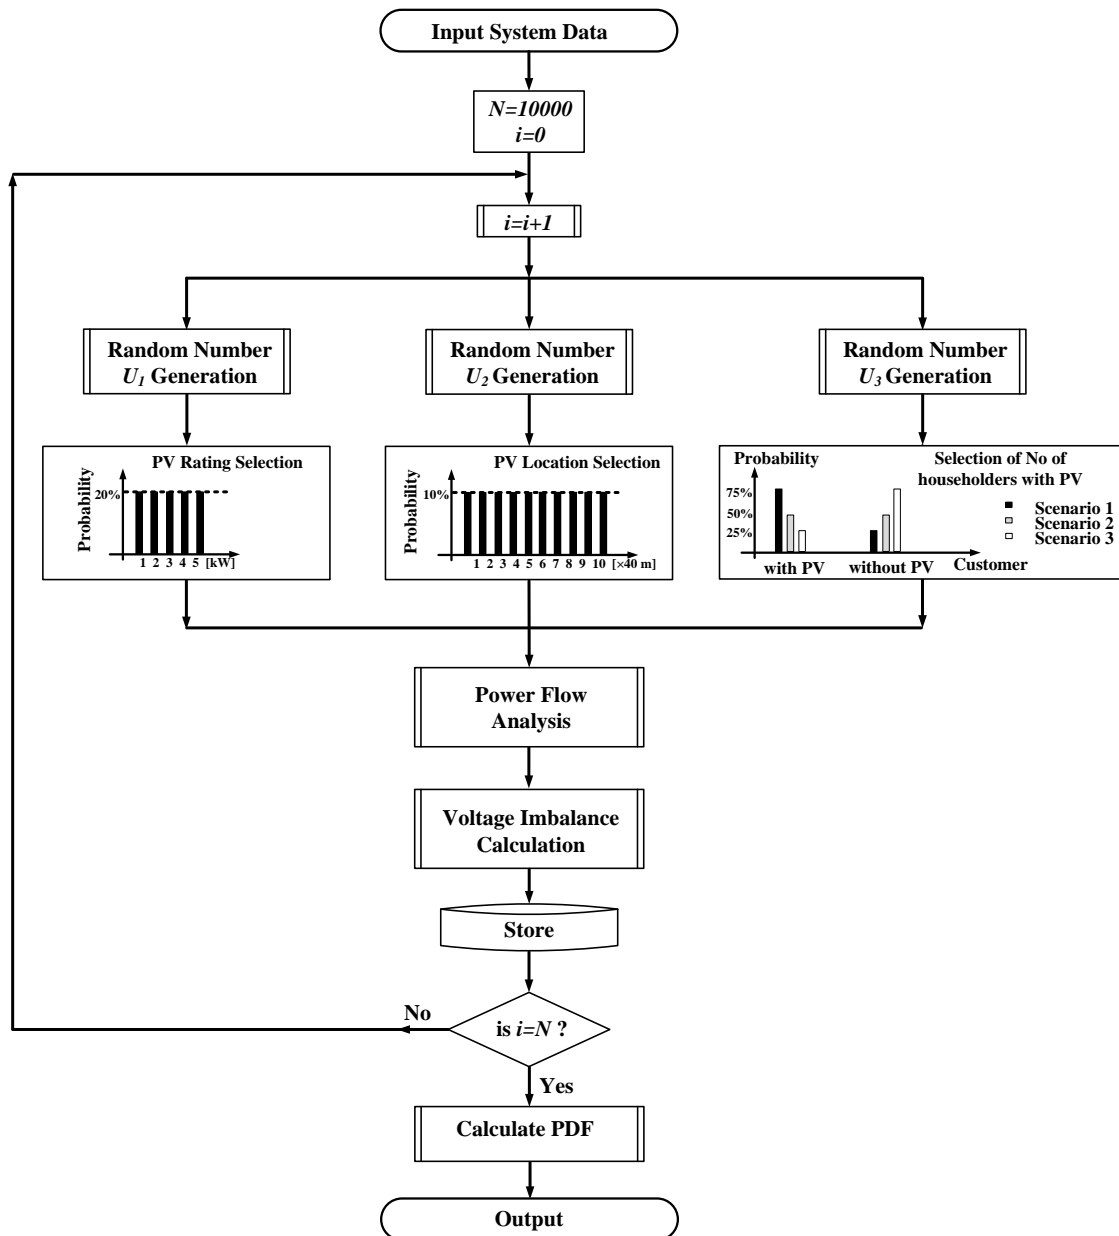 Input System Data
N=10000
i=0
i=i+1
Random Number
U1 Generation
Random Number
U2 Generation
Random Number
U3 Generation
PV Rating Selection
Probability
20%
1 2 3 4 5 [kW]
PV Location Selection
Probability
10%
1 2 3 4 5 6 7 8 9 10 [×40 m]
Probability
Selection of No of
householders with PV
75%
50%
25%
Scenario 1
Scenario 2
Scenario 3
with PV without PV Customer
Power Flow
Analysis
Voltage Imbalance
Calculation
Store
No
is i=N ?
Yes
Calculate PDF
Output